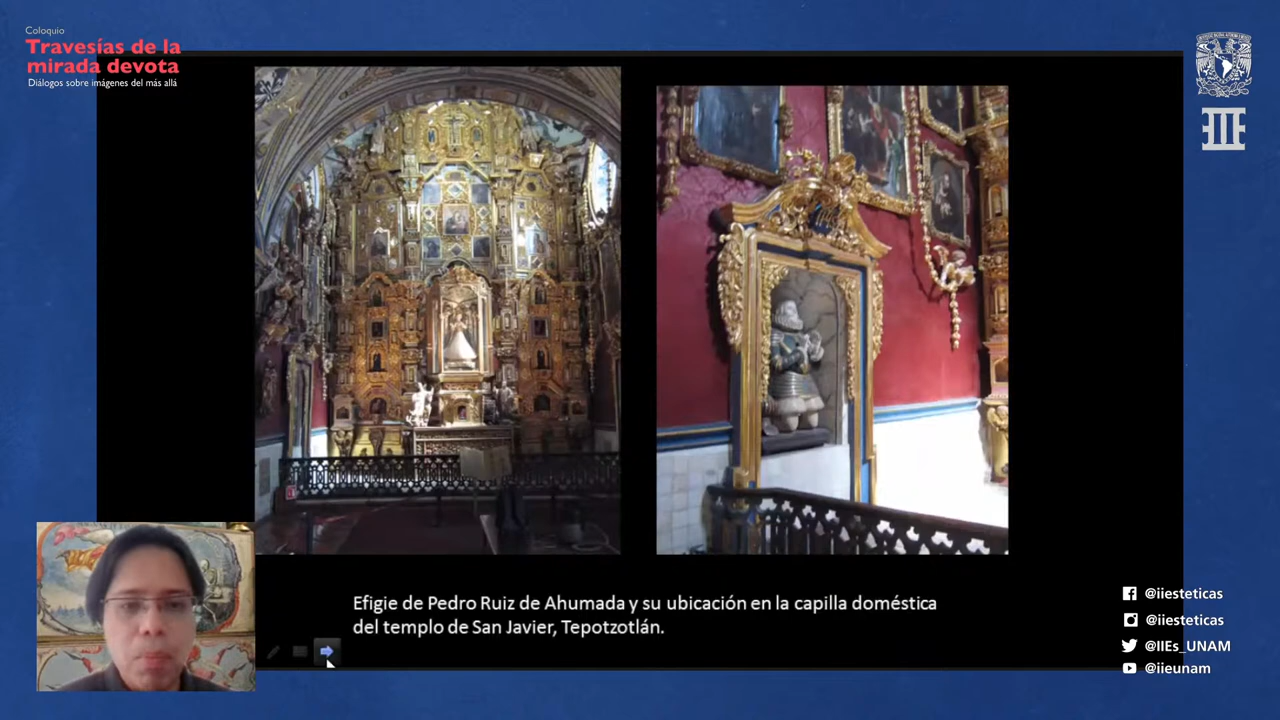 Coloquio
Travesías de la
mirada devota
Diálogos sobre imágenes del más allá
Efigie de Pedro Ruiz de Ahumada y su ubicación en la capilla doméstica
del templo de San Javier, Tepotzotlán.
@iiesteticas
@iiesteticas
@IIEs_UNAM
@iieunam